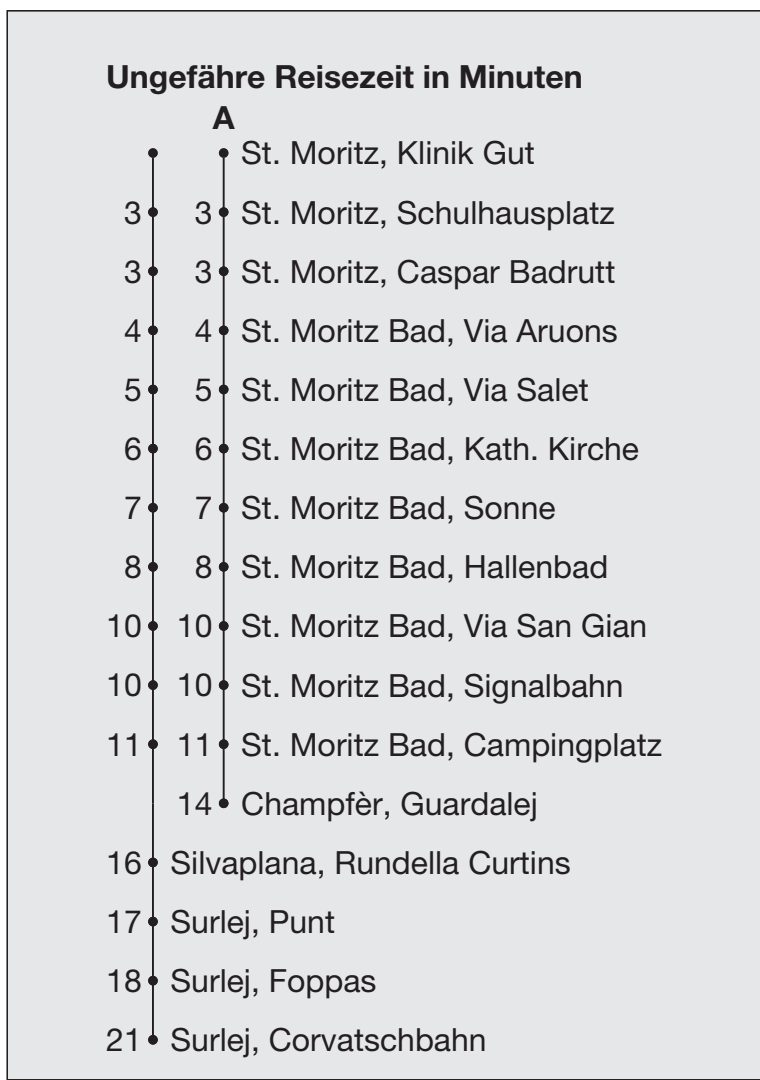 Ungefähre Reisezeit in Minuten
A
St. Moritz, Klinik Gut
3 3 St. Moritz, Schulhausplatz
3 3 St. Moritz, Caspar Badrutt
4 4 St. Moritz Bad, Via Aruons
5 5 St. Moritz Bad, Via Salet
6 6 St. Moritz Bad, Kath. Kirche
7 7 St. Moritz Bad, Sonne
8 8 St. Moritz Bad, Hallenbad
10 10 St. Moritz Bad, Via San Gian
10 10 St. Moritz Bad, Signalbahn
11 11 St. Moritz Bad, Campingplatz
14 Champfèr, Guardalej
16 Silvaplana, Rundella Curtins
17 Surlej, Punt
18 Surlej, Foppas
21 Surlej, Corvatschbahn